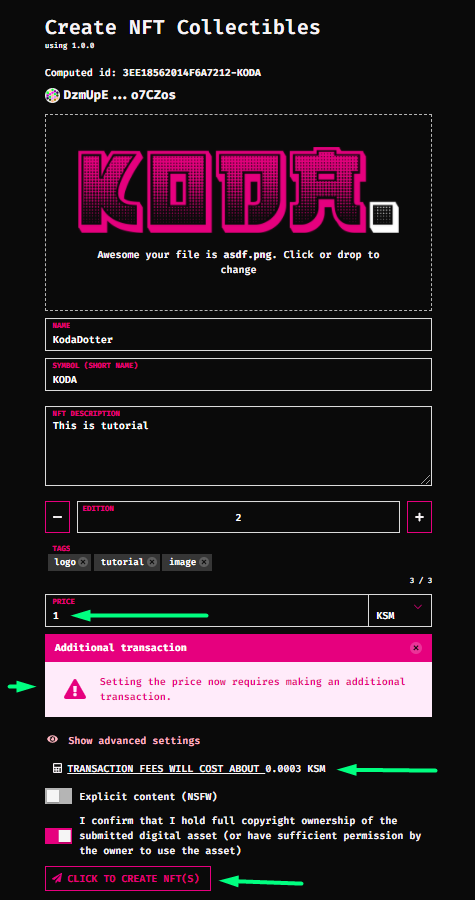 Create NFT Collectibles
using 1.0.0
Computed id: 3EE18562014F6A7212-KODA
DzmUpE ... o7CZos
KODA.
Awesome your file is asdf.png. Click or drop to
change
NAME
KodaDotter
SYMBOL (SHORT NAME)
KODA
NFT DESCRIPTION
This is tutorial
EDITION
− 2 +
TAGS
logo tutorial image
3 / 3
PRICE
1 KSM
Additional transaction
Setting the price now requires making an additional
transaction.
Show advanced settings
TRANSACTION FEES WILL COST ABOUT 0.0003 KSM
Explicit content (NSFW)
I confirm that I hold full copyright ownership of the
submitted digital asset (or have sufficient permission by
the owner to use the asset)
CLICK TO CREATE NFT(S)